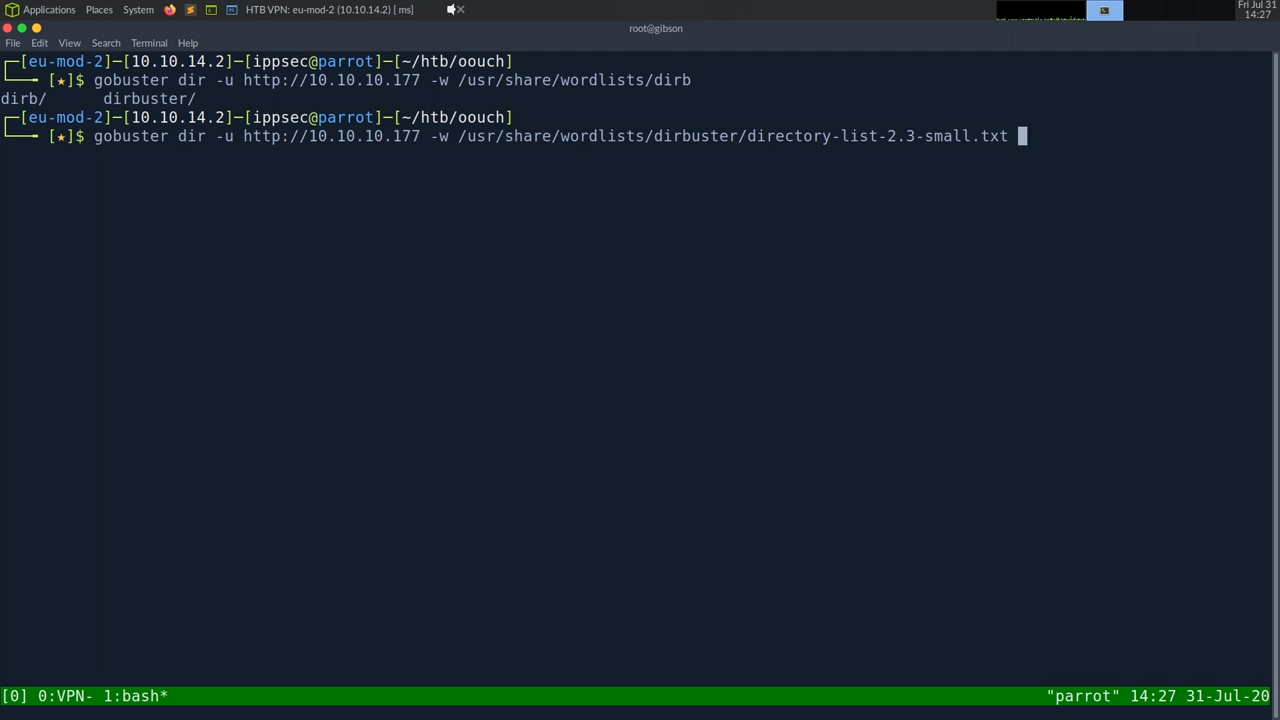 Applications Places System HTB VPN: eu-mod-2 (10.10.14.2) [ ms] Fri Jul 31
14:27
root@gibson
File Edit View Search Terminal Help
┌─[eu-mod-2]─[10.10.14.2]─[ippsec@parrot]─[~/htb/oouch]
└──╼ [★]$ gobuster dir -u http://10.10.10.177 -w /usr/share/wordlists/dirb
dirb/ dirbuster/
┌─[eu-mod-2]─[10.10.14.2]─[ippsec@parrot]─[~/htb/oouch]
└──╼ [★]$ gobuster dir -u http://10.10.10.177 -w /usr/share/wordlists/dirbuster/directory-list-2.3-small.txt
[0] 0:VPN- 1:bash* "parrot" 14:27 31-Jul-20